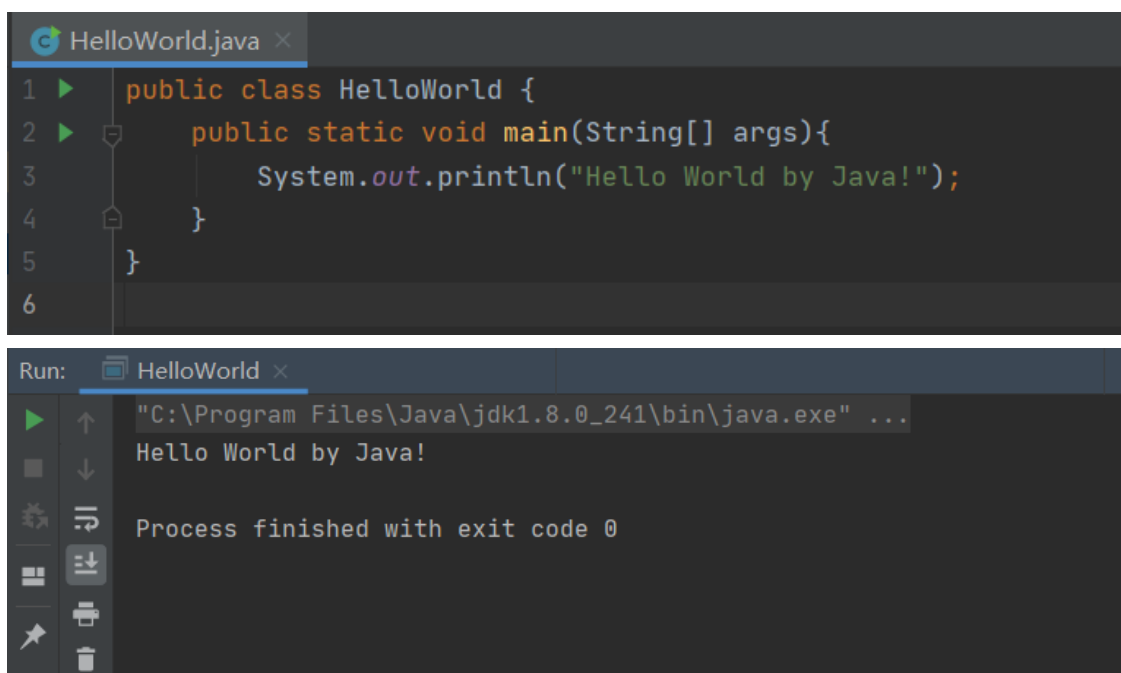 HelloWorld.java
1 public class HelloWorld {
2 public static void main(String[] args){
3 System.out.println("Hello World by Java!");
4 }
5 }
6
Run: HelloWorld
"C:\Program Files\Java\jdk1.8.0_241\bin\java.exe" ...
Hello World by Java!
Process finished with exit code 0